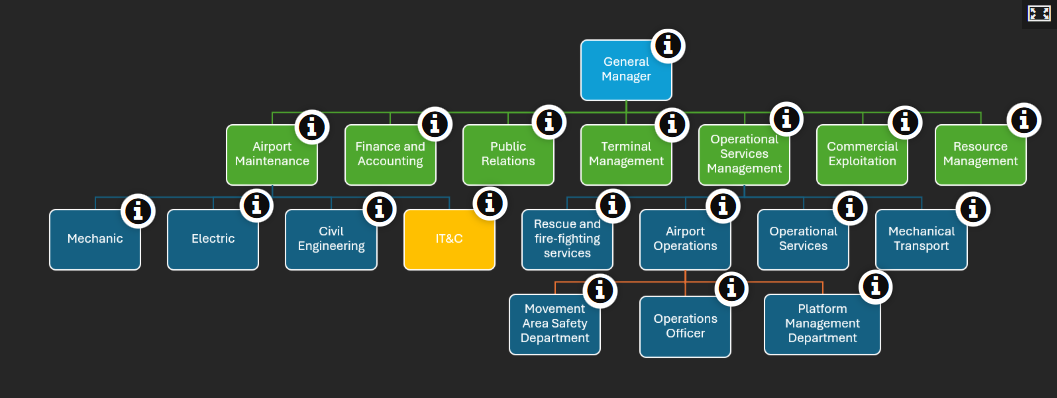 General
Manager
Airport
Maintenance
Finance and
Accounting
Public
Relations
Terminal
Management
Operational
Services
Management
Commercial
Exploitation
Resource
Management
Mechanic
Electric
Civil
Engineering
IT&C
Rescue and
fire-fighting
services
Airport
Operations
Operational
Services
Mechanical
Transport
Movement
Area Safety
Department
Operations
Officer
Platform
Management
Department